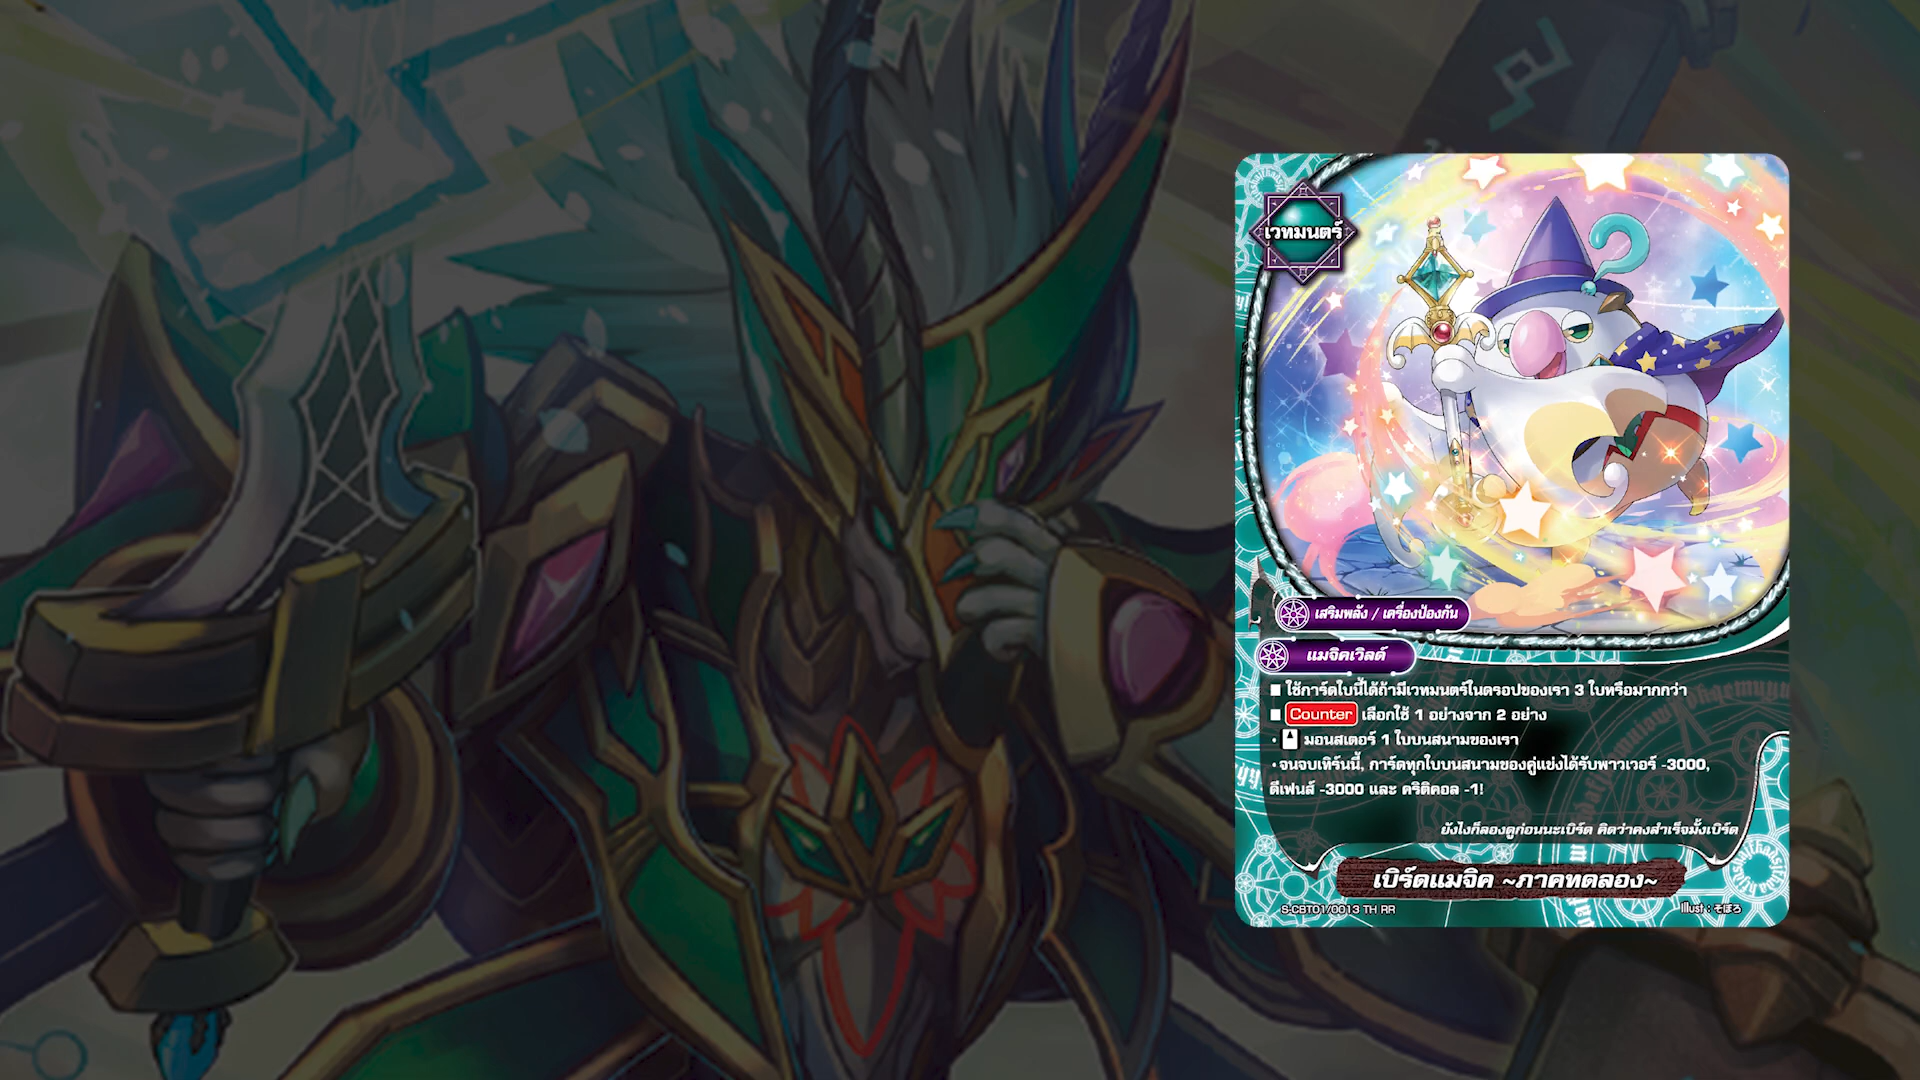 เวทมนตร์
เสริมพลัง / เครื่องป้องกัน
แมจิคเวิลด์
■ ใช้การ์ดใบนี้ได้ถ้ามีเวทมนตร์ในดรอปของเรา 3 ใบหรือมากกว่า
■ Counter เลือกใช้ 1 อย่างจาก 2 อย่าง
• มอนสเตอร์ 1 ใบบนสนามของเรา
• จนจบเทิร์นนี้, การ์ดทุกใบบนสนามของคู่แข่งได้รับพาวเวอร์ -3000,
ดีเฟนส์ -3000 และ คริติคอล -1!
ยังไงก็ลองดูก่อนนะเบิร์ด คิดว่าคงสำเร็จมั้งเบิร์ด
เบิร์ดแมจิค ~ภาคทดลอง~
S-CBT01/0013 TH RR
Illust : そぼろ